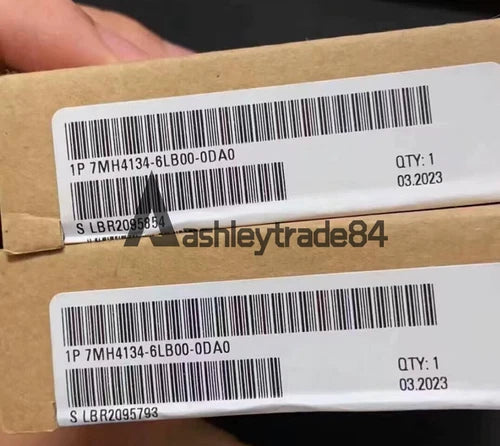 1P 7MH4134-6LB00-0DA0
QTY: 1
03.2023
S LBR2095854
ashleytrade84
1P 7MH4134-6LB00-0DA0
QTY: 1
03.2023
S LBR2095793